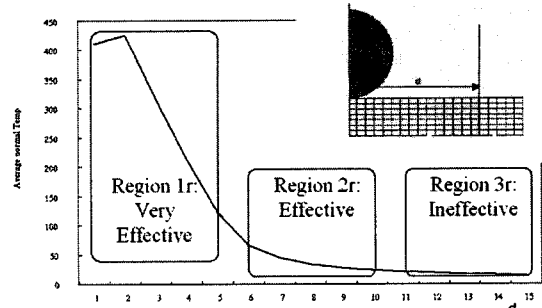 450
400
350
300
250
200
150
100
50
0
Average normal Temp
Region 1r:
Very
Effective
Region 2r:
Effective
Region 3r:
Ineffective
d
1 2 3 4 5 6 7 8 9 10 11 12 13 14 15
d